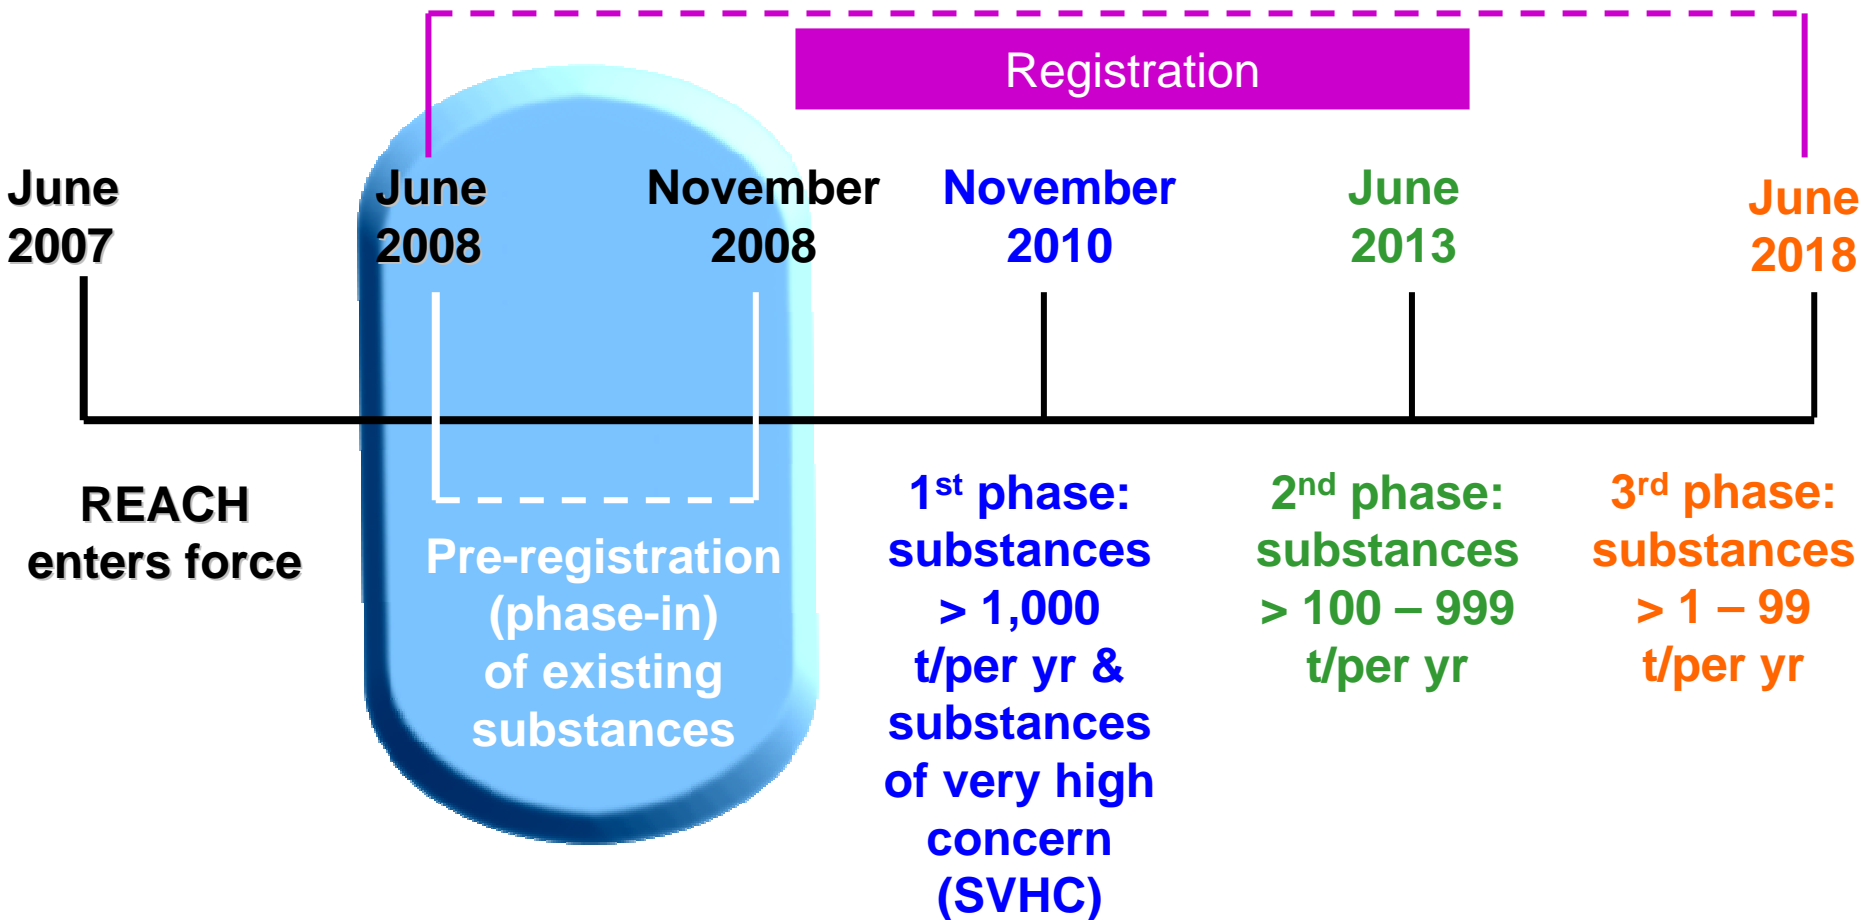 Registration
June
2007
June
2008
November
2008
November
2010
June
2013
June
2018
REACH
enters force
Pre-registration
(phase-in)
of existing
substances
1st phase:
substances
> 1,000
t/per yr &
substances
of very high
concern
(SVHC)
2nd phase:
substances
> 100 – 999
t/per yr
3rd phase:
substances
> 1 – 99
t/per yr